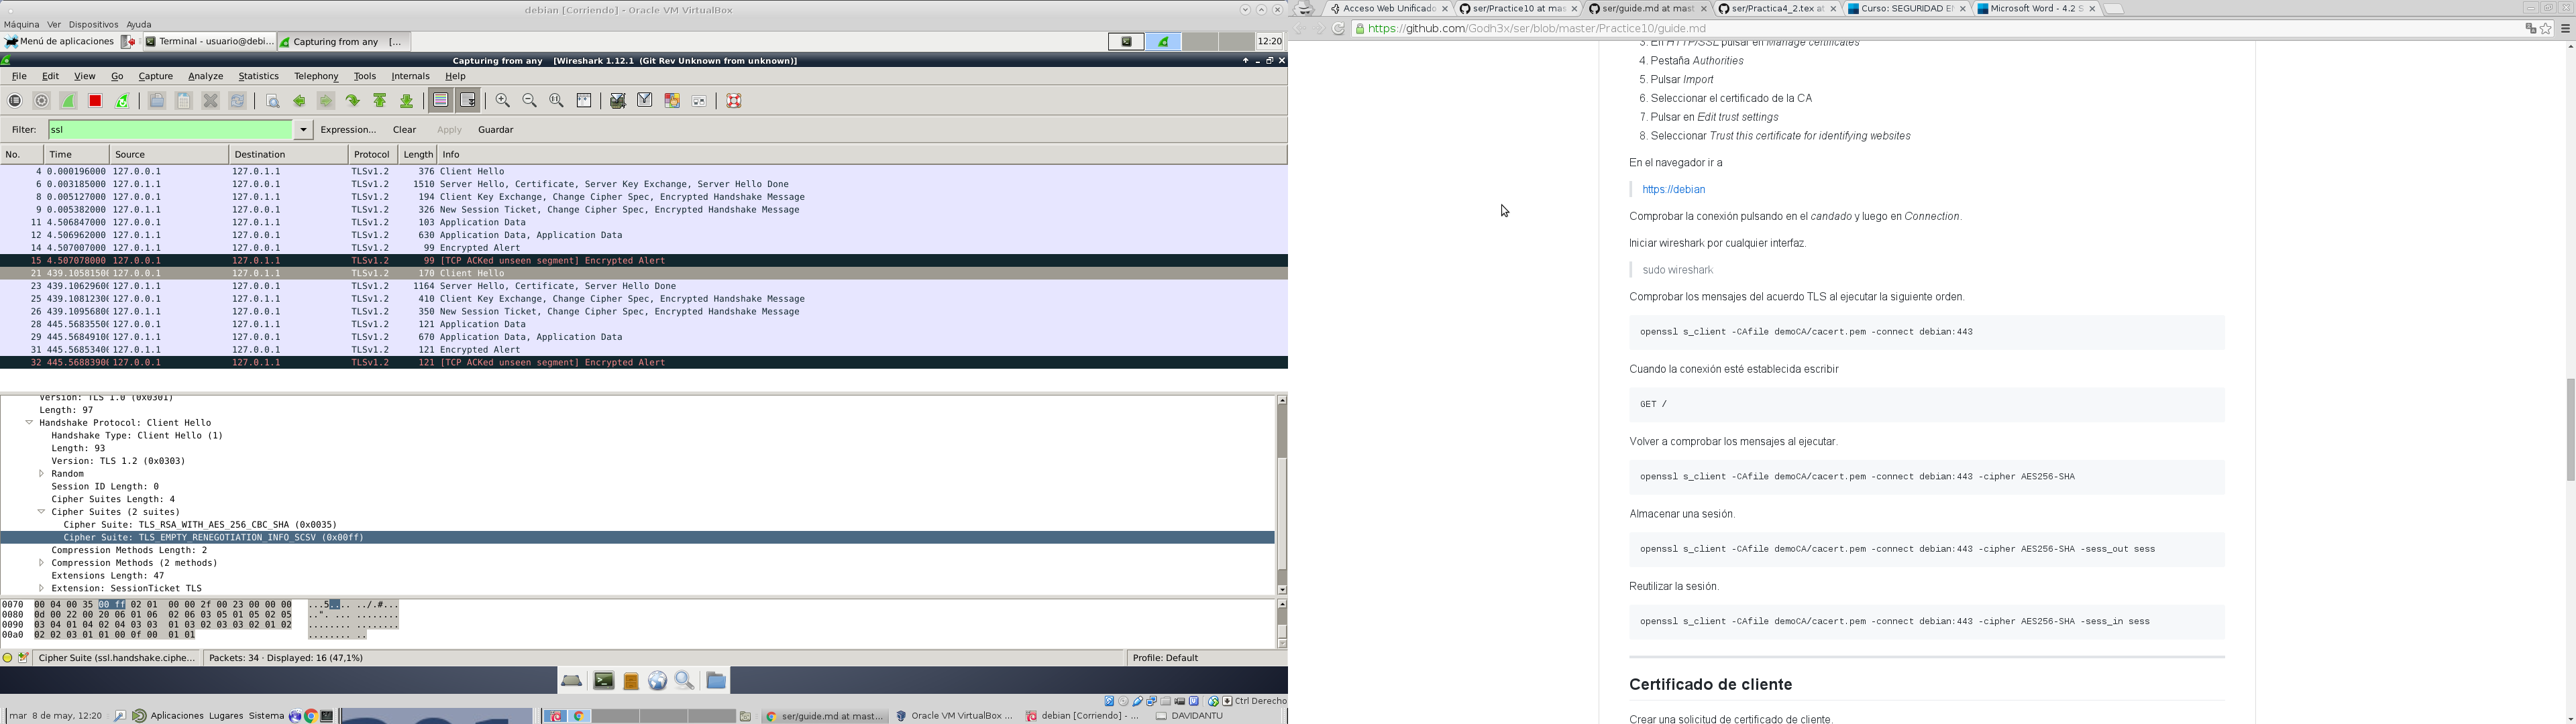 debian [Corriendo] - Oracle VM VirtualBox
Máquina Ver Dispositivos Ayuda
Menú de aplicaciones Terminal - usuario@debi... Capturing from any [... 12:20
Capturing from any [Wireshark 1.12.1 (Git Rev Unknown from unknown)]
File Edit View Go Capture Analyze Statistics Telephony Tools Internals Help
Filter: ssl Expression... Clear Apply Guardar
No. Time Source Destination Protocol Length Info
4 0.000196000 127.0.0.1 127.0.1.1 TLSv1.2 376 Client Hello
6 0.003185000 127.0.1.1 127.0.0.1 TLSv1.2 1510 Server Hello, Certificate, Server Key Exchange, Server Hello Done
8 0.005127000 127.0.0.1 127.0.1.1 TLSv1.2 194 Client Key Exchange, Change Cipher Spec, Encrypted Handshake Message
9 0.005382000 127.0.1.1 127.0.0.1 TLSv1.2 326 New Session Ticket, Change Cipher Spec, Encrypted Handshake Message
11 4.506847000 127.0.0.1 127.0.1.1 TLSv1.2 103 Application Data
12 4.506962000 127.0.1.1 127.0.0.1 TLSv1.2 630 Application Data, Application Data
14 4.507007000 127.0.1.1 127.0.0.1 TLSv1.2 99 Encrypted Alert
15 4.507078000 127.0.0.1 127.0.1.1 TLSv1.2 99 [TCP ACKed unseen segment] Encrypted Alert
21 439.1058150 127.0.0.1 127.0.1.1 TLSv1.2 170 Client Hello
23 439.1062960 127.0.1.1 127.0.0.1 TLSv1.2 1164 Server Hello, Certificate, Server Hello Done
25 439.1081230 127.0.0.1 127.0.1.1 TLSv1.2 410 Client Key Exchange, Change Cipher Spec, Encrypted Handshake Message
26 439.1095680 127.0.1.1 127.0.0.1 TLSv1.2 350 New Session Ticket, Change Cipher Spec, Encrypted Handshake Message
28 445.5683550 127.0.0.1 127.0.1.1 TLSv1.2 121 Application Data
29 445.5684910 127.0.1.1 127.0.0.1 TLSv1.2 670 Application Data, Application Data
31 445.5685340 127.0.1.1 127.0.0.1 TLSv1.2 121 Encrypted Alert
32 445.5688390 127.0.0.1 127.0.1.1 TLSv1.2 121 [TCP ACKed unseen segment] Encrypted Alert
Version: TLS 1.0 (0x0301)
Length: 97
Handshake Protocol: Client Hello
Handshake Type: Client Hello (1)
Length: 93
Version: TLS 1.2 (0x0303)
Random
Session ID Length: 0
Cipher Suites Length: 4
Cipher Suites (2 suites)
Cipher Suite: TLS_RSA_WITH_AES_256_CBC_SHA (0x0035)
Cipher Suite: TLS_EMPTY_RENEGOTIATION_INFO_SCSV (0x00ff)
Compression Methods Length: 2
Compression Methods (2 methods)
Extensions Length: 47
Extension: SessionTicket TLS
0070 00 04 00 35 00 ff 02 01 00 00 2f 00 23 00 00 00 ...5.... ../.#...
0080 0d 00 22 00 20 06 01 06 02 06 03 05 01 05 02 05 ..". ... ........
0090 03 04 01 04 02 04 03 03 01 03 02 03 03 02 01 02 ........ ........
00a0 02 02 03 01 01 00 0f 00 01 01 ........ ..
Cipher Suite (ssl.handshake.ciphe... Packets: 34 · Displayed: 16 (47,1%) Profile: Default
Ctrl Derecho
mar 8 de may, 12:20 Aplicaciones Lugares Sistema ser/guide.md at mast... Oracle VM VirtualBox ... debian [Corriendo] - ... DAVIDANTU
Acceso Web Unificado ser/Practice10 at mas ser/guide.md at mast ser/Practica4_2.tex at Curso: SEGURIDAD E Microsoft Word - 4.2 S
https://github.com/Godh3x/ser/blob/master/Practice10/guide.md
3. En HTTP/SSL pulsar en Manage certificates
4. Pestaña Authorities
5. Pulsar Import
6. Seleccionar el certificado de la CA
7. Pulsar en Edit trust settings
8. Seleccionar Trust this certificate for identifying websites
En el navegador ir a
https://debian
Comprobar la conexión pulsando en el candado y luego en Connection.
Iniciar wireshark por cualquier interfaz.
sudo wireshark
Comprobar los mensajes del acuerdo TLS al ejecutar la siguiente orden.
openssl s_client -CAfile demoCA/cacert.pem -connect debian:443
Cuando la conexión esté establecida escribir
GET /
Volver a comprobar los mensajes al ejecutar.
openssl s_client -CAfile demoCA/cacert.pem -connect debian:443 -cipher AES256-SHA
Almacenar una sesión.
openssl s_client -CAfile demoCA/cacert.pem -connect debian:443 -cipher AES256-SHA -sess_out sess
Reutilizar la sesión.
openssl s_client -CAfile demoCA/cacert.pem -connect debian:443 -cipher AES256-SHA -sess_in sess
Certificado de cliente
Crear una solicitud de certificado de cliente.